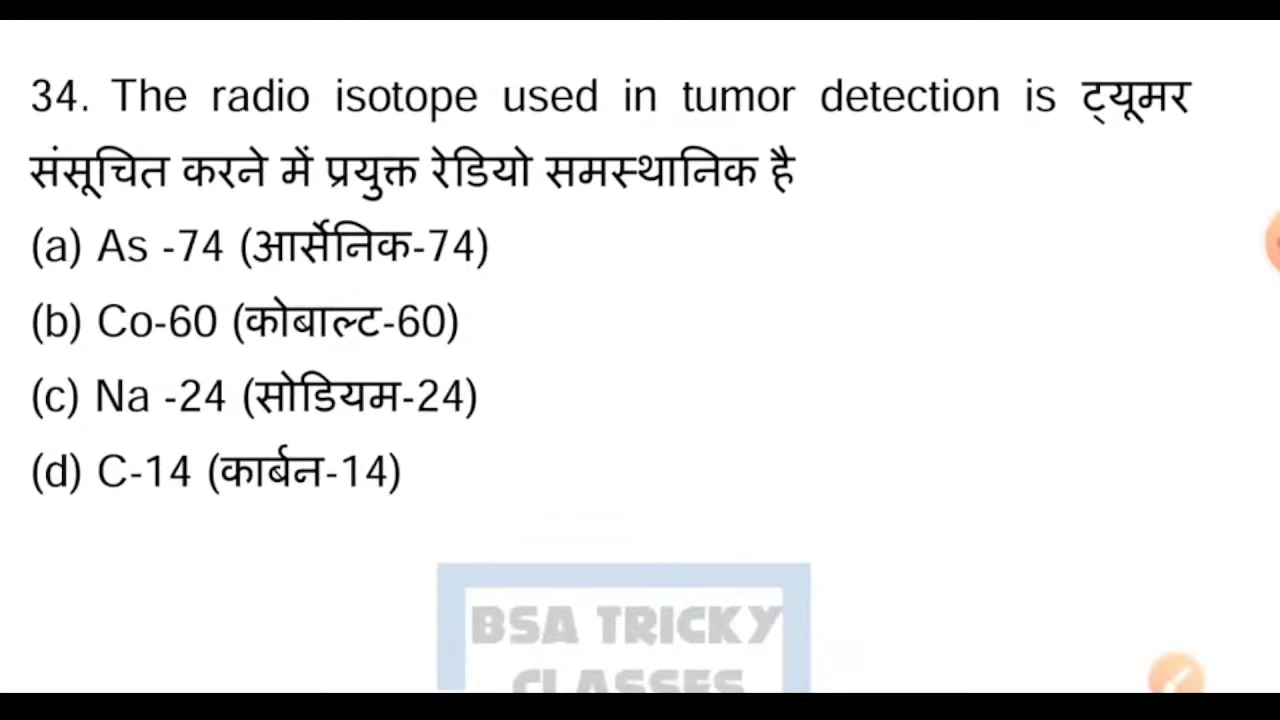 34. The radio isotope used in tumor detection is ट्यूमर
संसूचित करने में प्रयुक्त रेडियो समस्थानिक है
(a) As -74 (आर्सेनिक-74)
(b) Co-60 (कोबाल्ट-60)
(c) Na -24 (सोडियम-24)
(d) C-14 (कार्बन-14)
BSA TRICKY
CLASSES